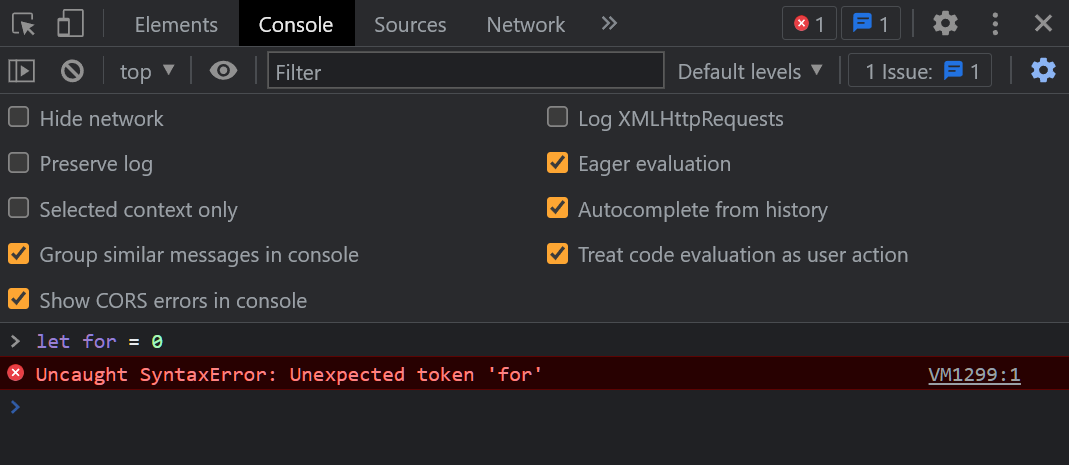 Elements Console Sources Network » 1 1
top ▼ Filter Default levels ▼ 1 Issue: 1
Hide network Log XMLHttpRequests
Preserve log Eager evaluation
Selected context only Autocomplete from history
Group similar messages in console Treat code evaluation as user action
Show CORS errors in console
> let for = 0
Uncaught SyntaxError: Unexpected token 'for' VM1299:1
>